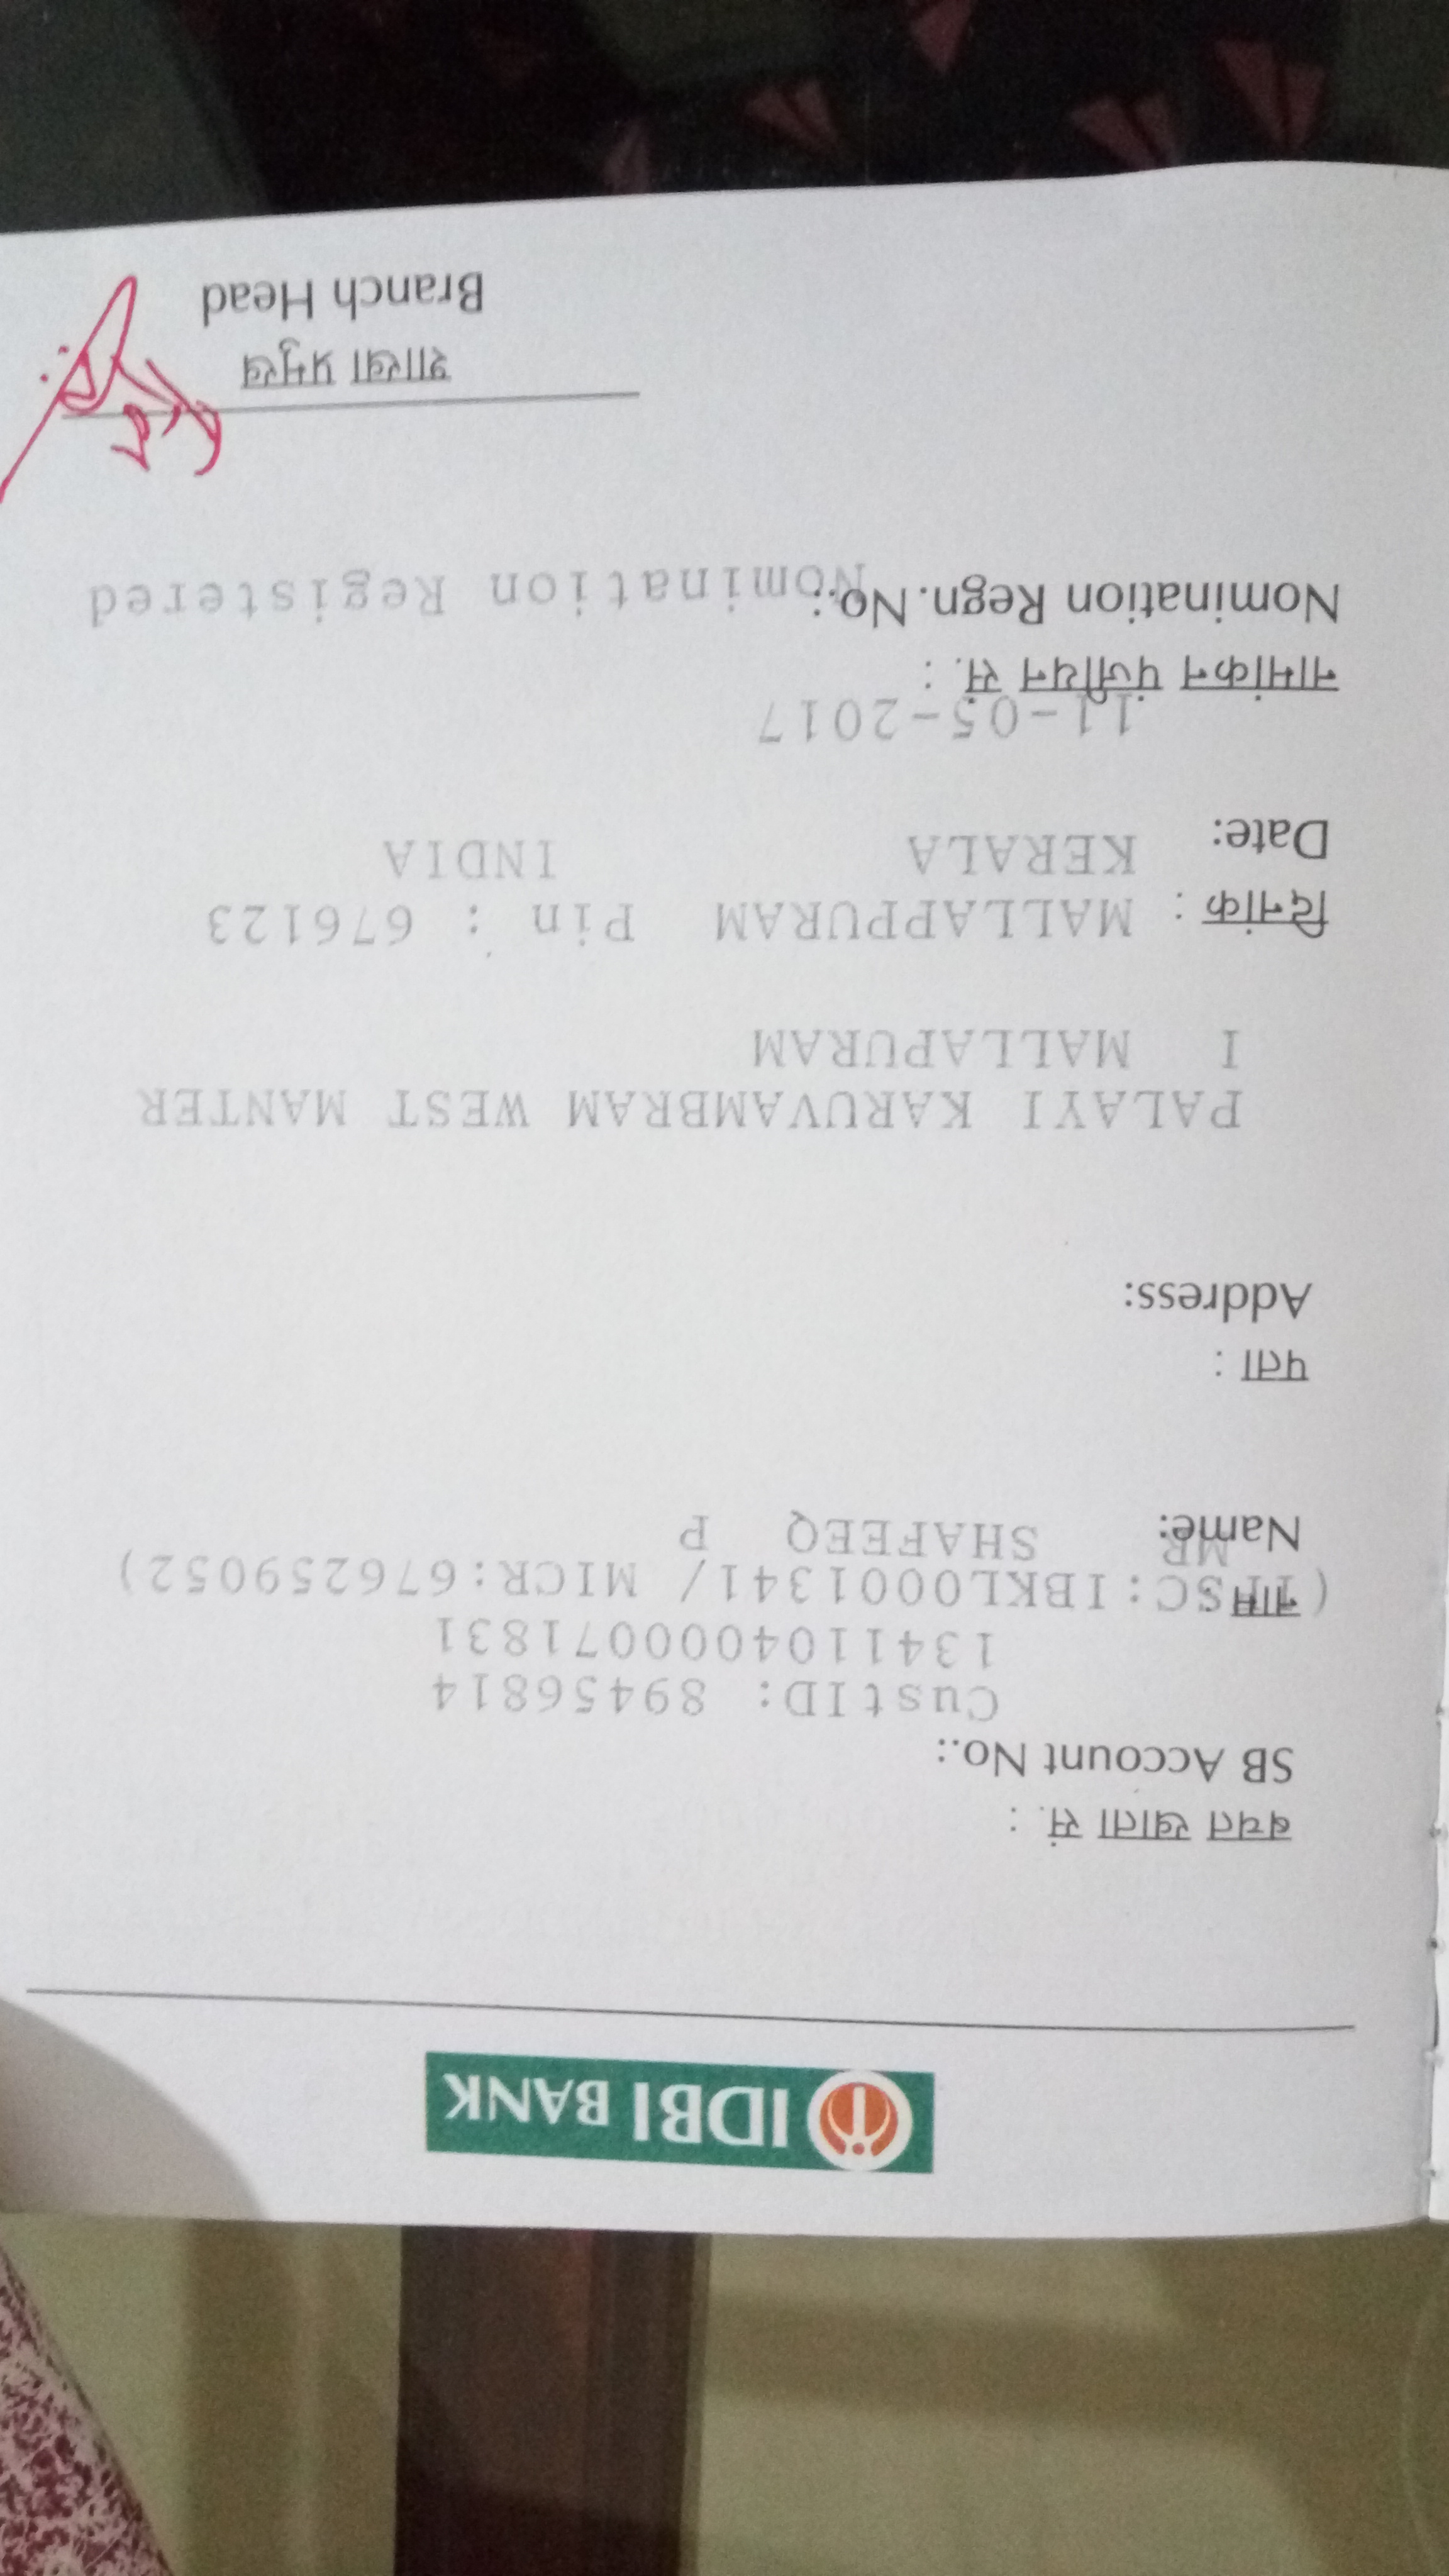 IDBI BANK
बचत खाता सं. :
SB Account No.:
CustID: 89456814
1341104000071831
नाम :
(IFSC:IBKL0001341/ MICR:676259052)
Name:
MR SHAFEEQ P
पता :
Address:
PALAYI KARUVAMBRAM WEST MANTER
I MALLAPURAM
दिनांक : MALLAPPURAM Pin : 676123
Date: KERALA INDIA
11-05-2017
नामांकन पंजीयन सं. :
Nomination Regn. No.: Nomination Registered
शाखा प्रमुख
Branch Head